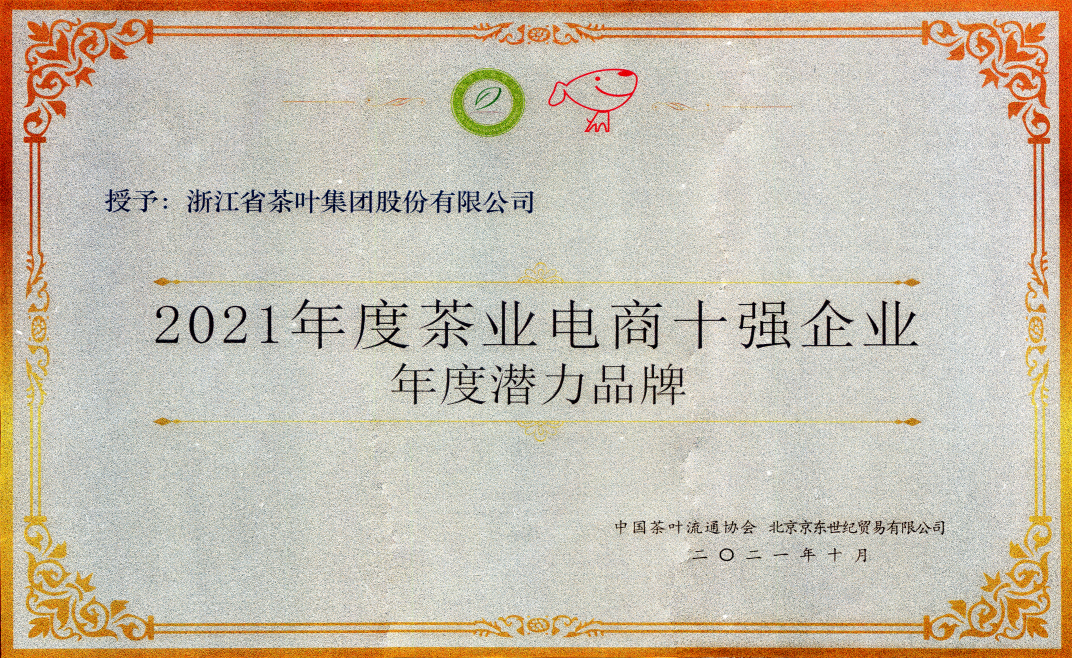 授予：浙江省茶叶集团股份有限公司
2021年度茶业电商十强企业
年度潜力品牌
中国茶叶流通协会 北京京东世纪贸易有限公司
二〇二一年十月